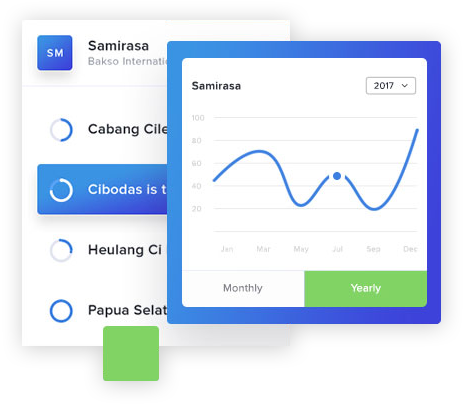 SM
Samirasa
Bakso Internatio
Cabang Cile
Cibodas is t
Heulang Ci
Papua Selat
Samirasa
2017
100
80
60
40
20
Jan Mar May Jul Sep Dec
Monthly Yearly